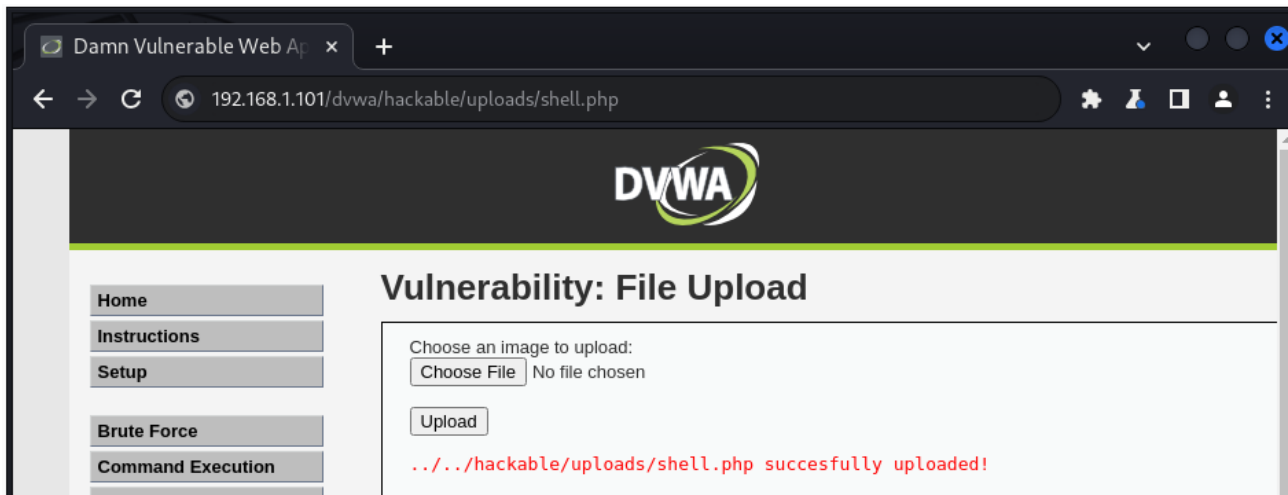 Damn Vulnerable Web Ap
192.168.1.101/dvwa/hackable/uploads/shell.php
DVWA
Vulnerability: File Upload
Home
Instructions
Setup
Brute Force
Command Execution
Choose an image to upload:
Choose File No file chosen
Upload
../../hackable/uploads/shell.php succesfully uploaded!